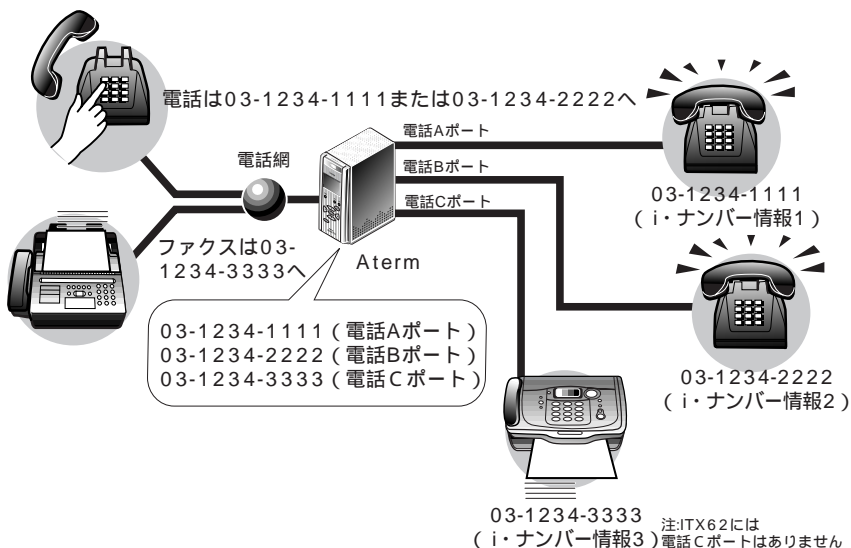 電話は03-1234-1111または03-1234-2222へ
電話Aポート
電話網
電話Bポート
電話Cポート
03-1234-1111
(i・ナンバー情報1)
ファクスは03-
1234-3333へ
Aterm
03-1234-1111(電話Aポート)
03-1234-2222(電話Bポート)
03-1234-3333(電話Cポート)
03-1234-2222
(i・ナンバー情報2)
03-1234-3333
(i・ナンバー情報3)
注:ITX62には
電話Cポートはありません